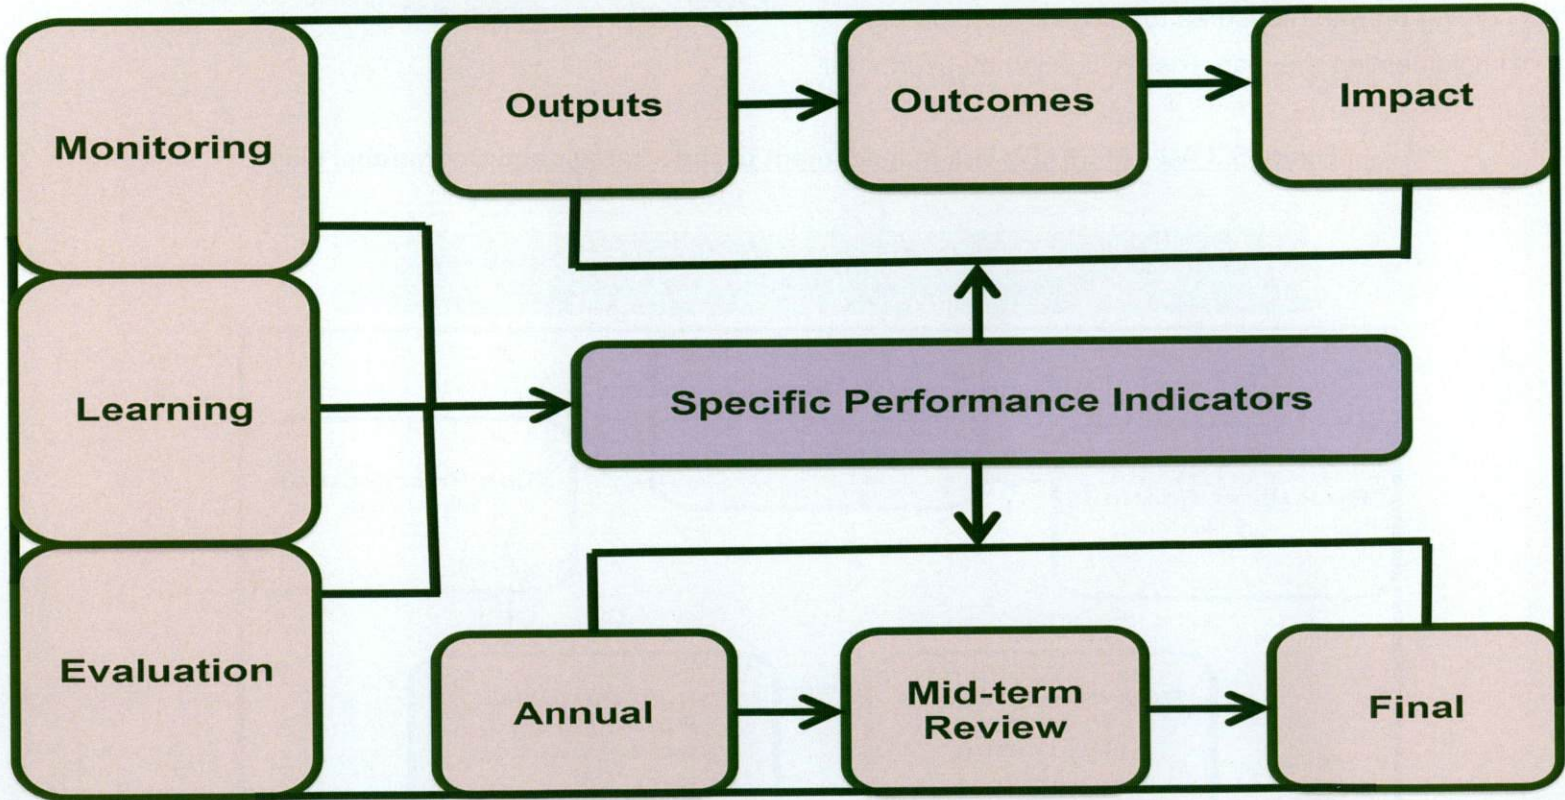 Monitoring
Learning
Evaluation
Outputs
Outcomes
Impact
Specific Performance Indicators
Annual
Mid-term
Review
Final